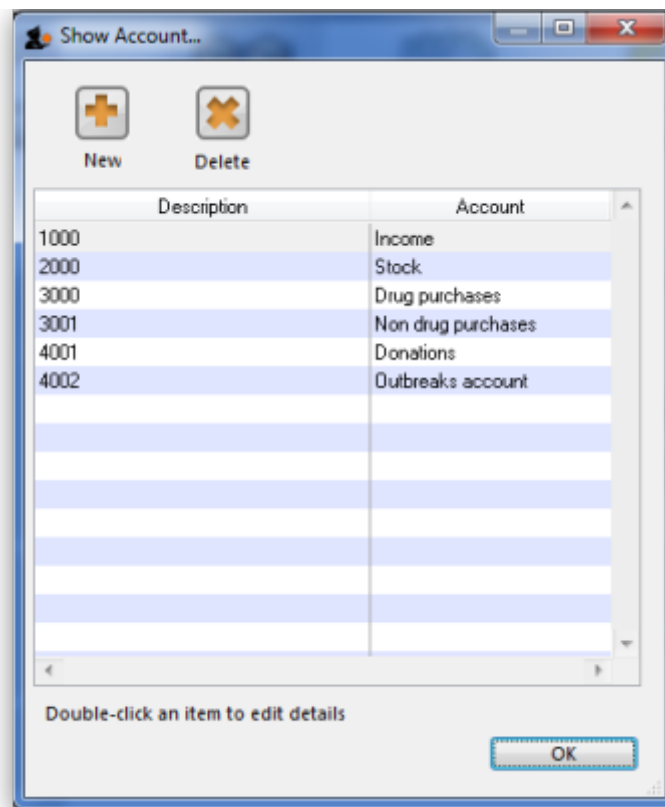 Show Account...
New Delete
Description Account
1000 Income
2000 Stock
3000 Drug purchases
3001 Non drug purchases
4001 Donations
4002 Outbreaks account
Double-click an item to edit details
OK